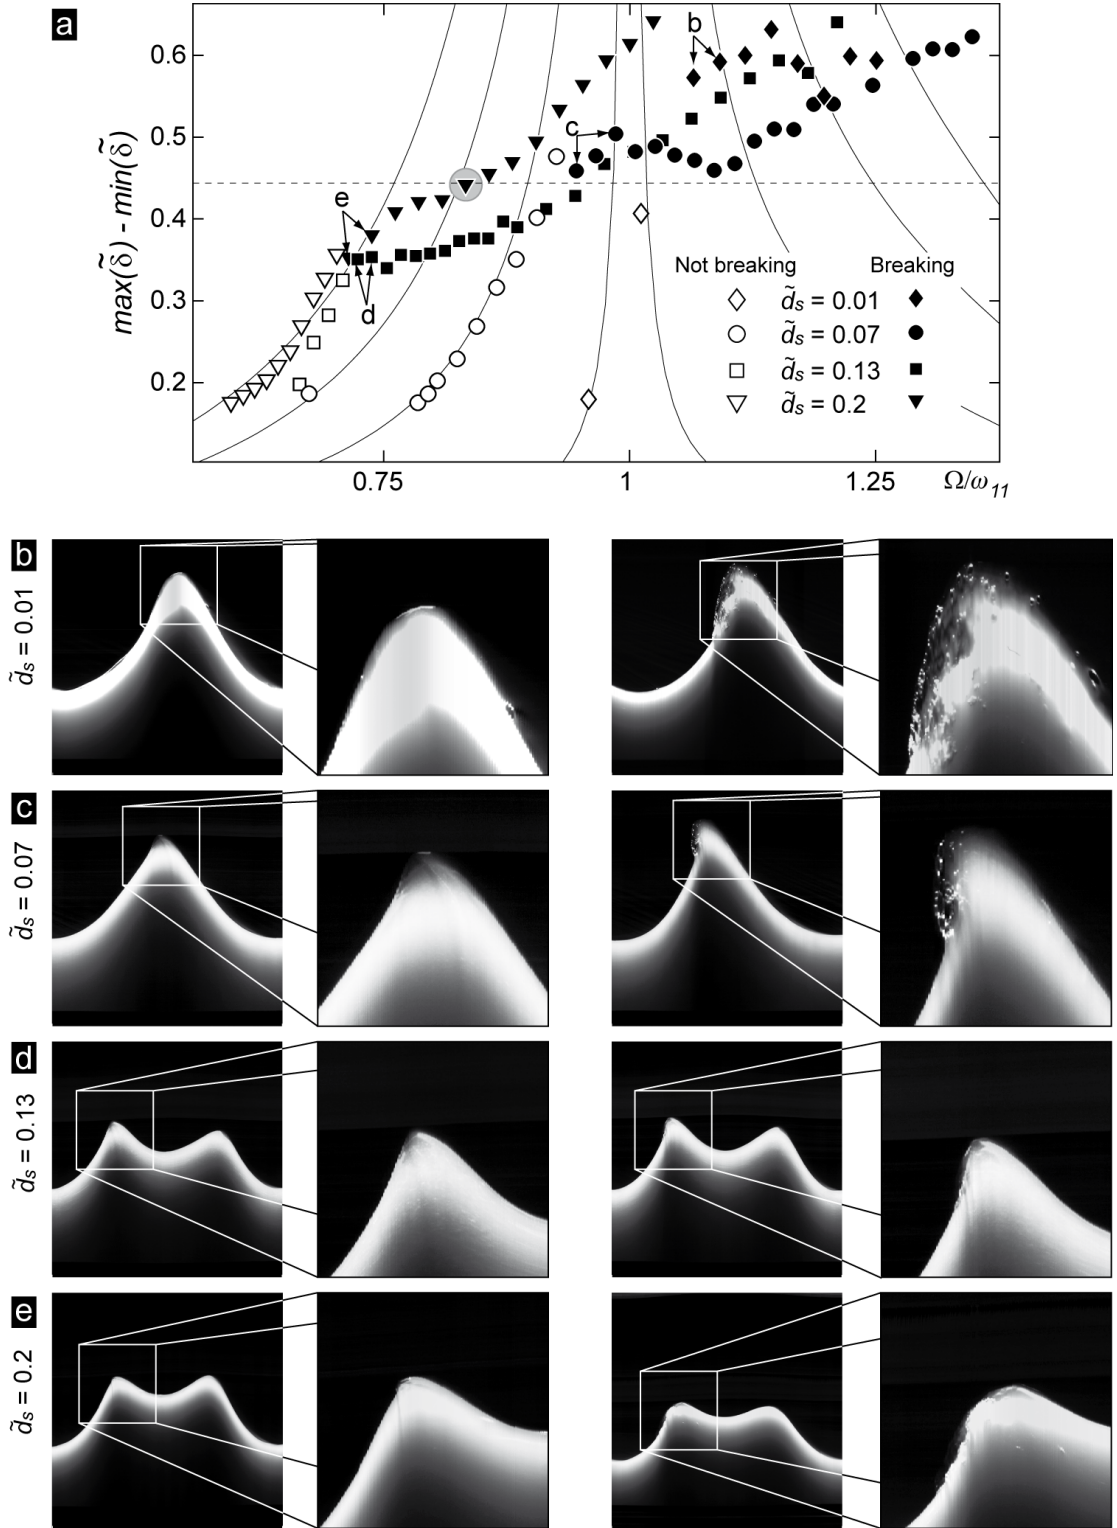 a
max(δ̃) - min(δ̃)
0.6
0.5
0.4
0.3
0.2
b
c
e
d
Not breaking Breaking
d̃s = 0.01
d̃s = 0.07
d̃s = 0.13
d̃s = 0.2
0.75 1 1.25 Ω/ω11
b
d̃s = 0.01
c
d̃s = 0.07
d
d̃s = 0.13
e
d̃s = 0.2